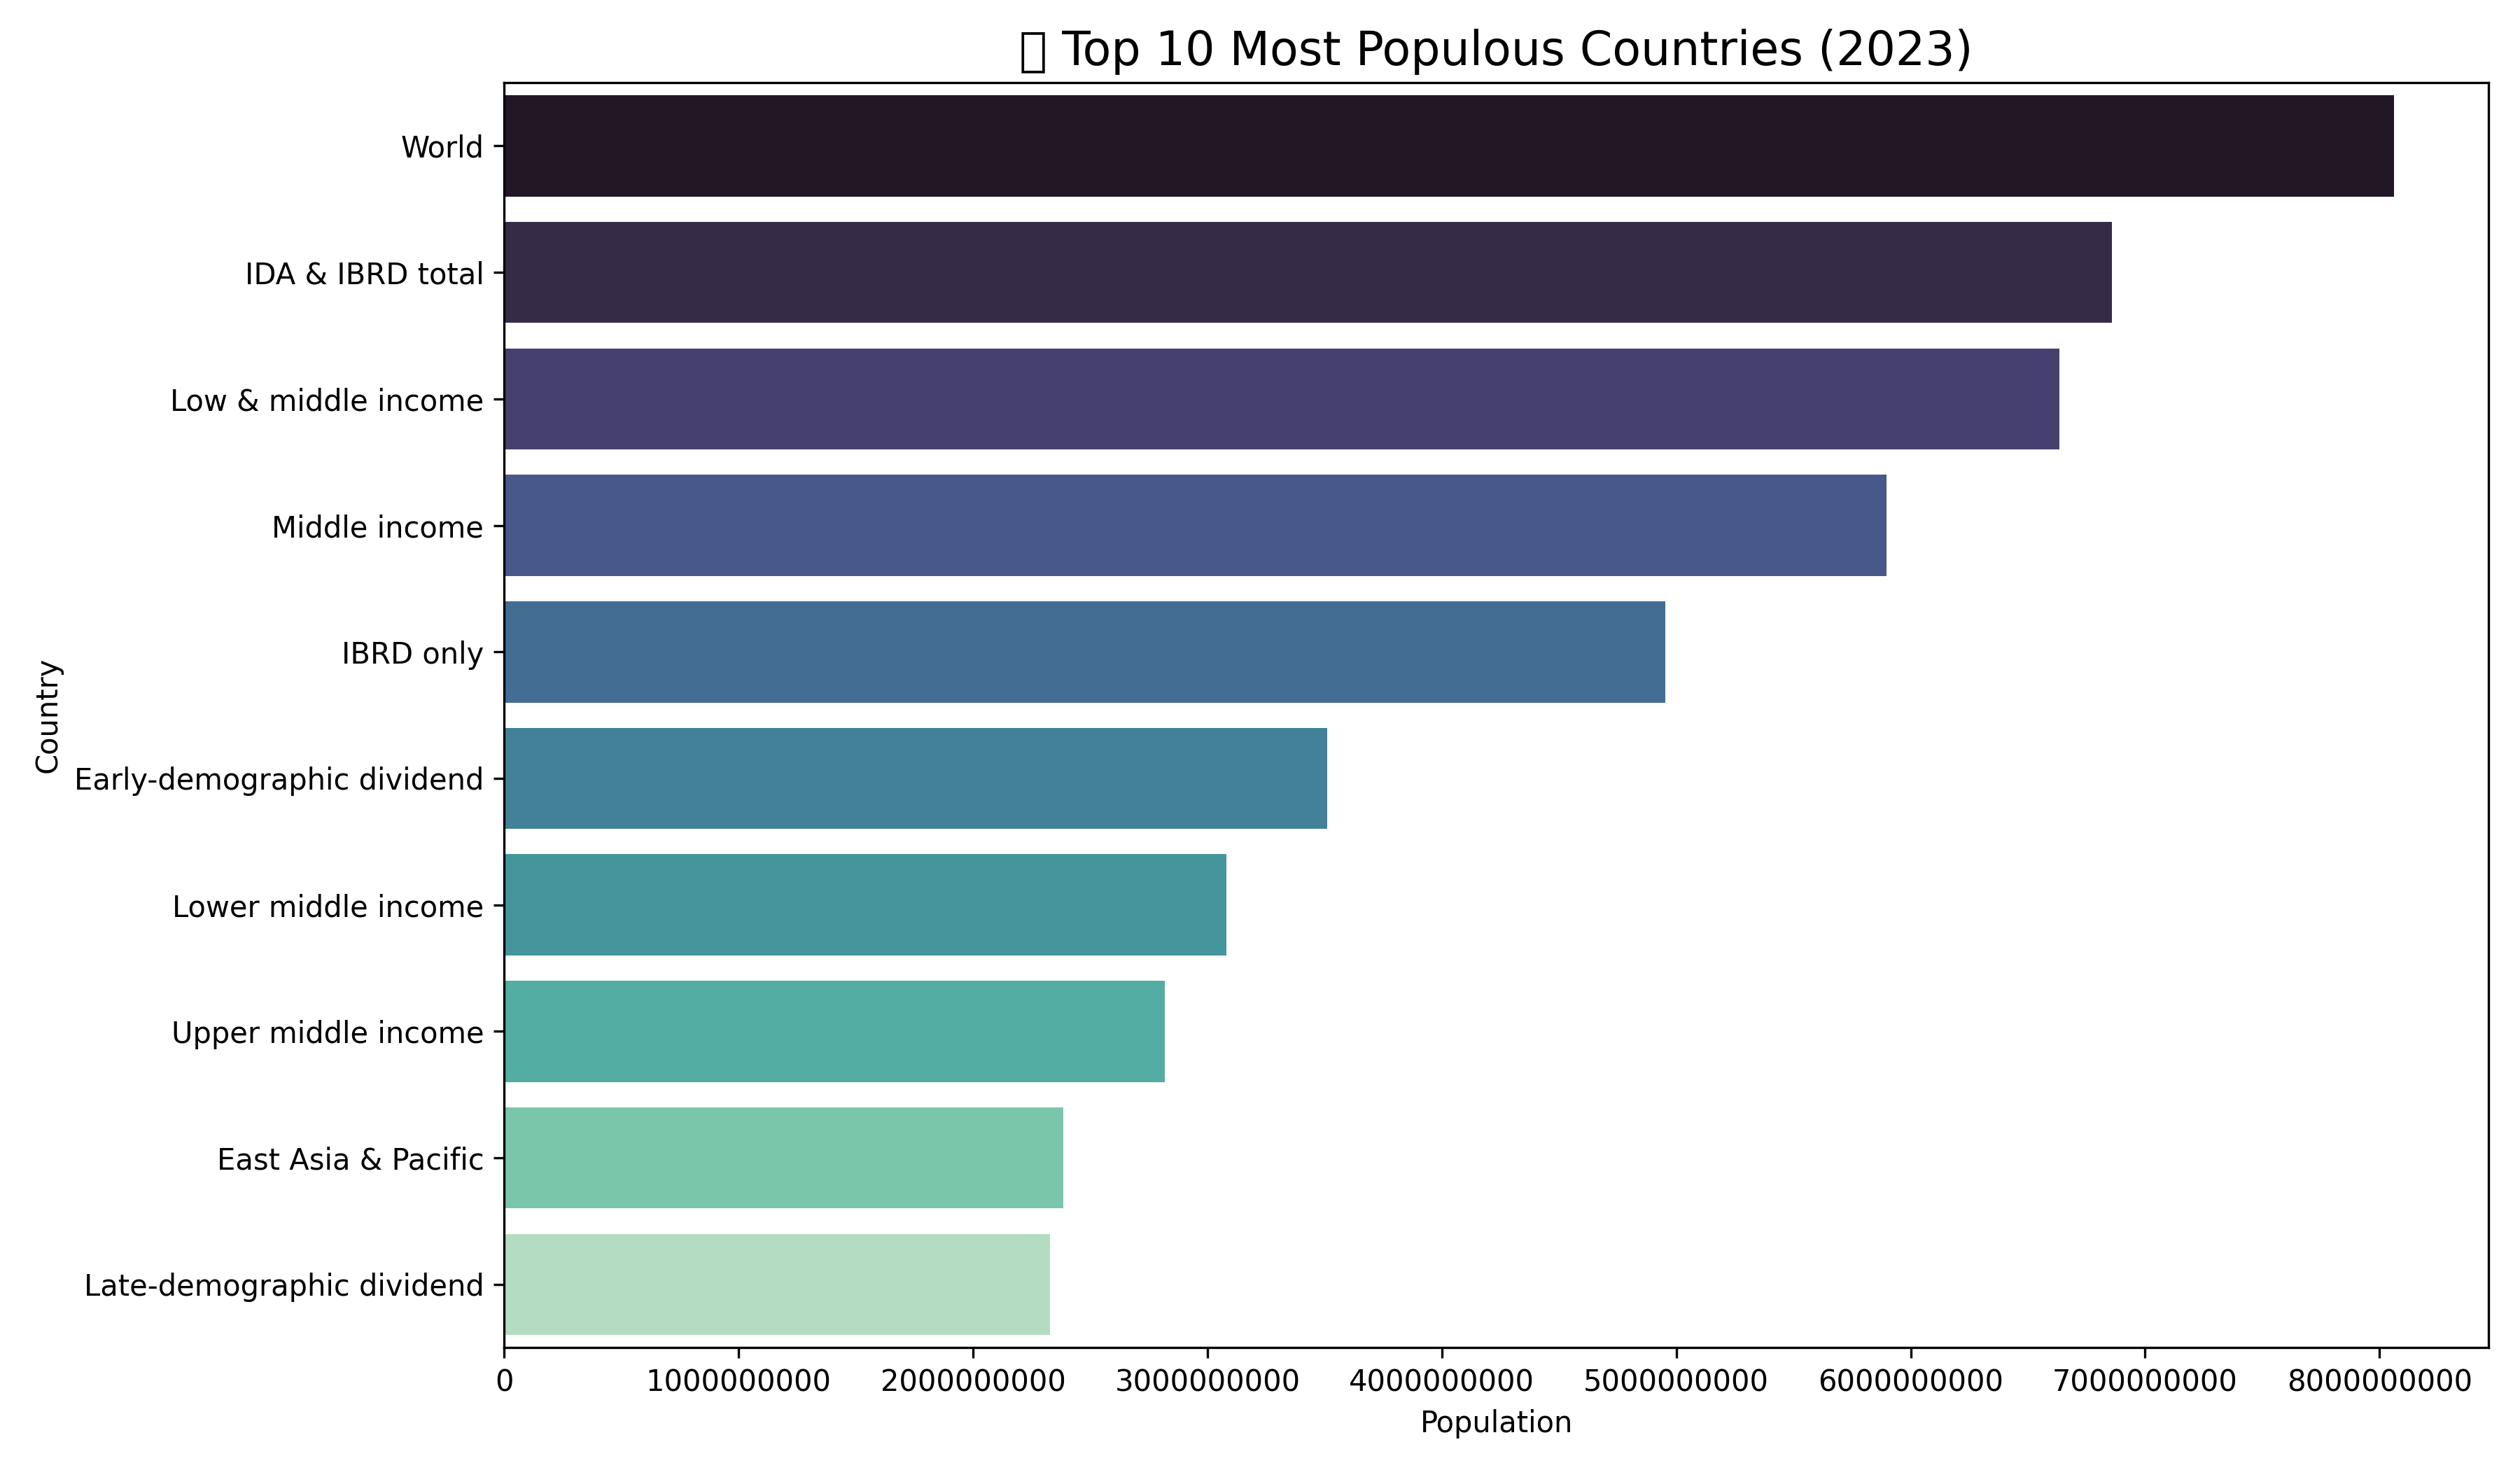 Top 10 Most Populous Countries (2023)
World
IDA & IBRD total
Low & middle income
Middle income
IBRD only
Early-demographic dividend
Lower middle income
Upper middle income
East Asia & Pacific
Late-demographic dividend
Country
0 1000000000 2000000000 3000000000 4000000000 5000000000 6000000000 7000000000 8000000000
Population